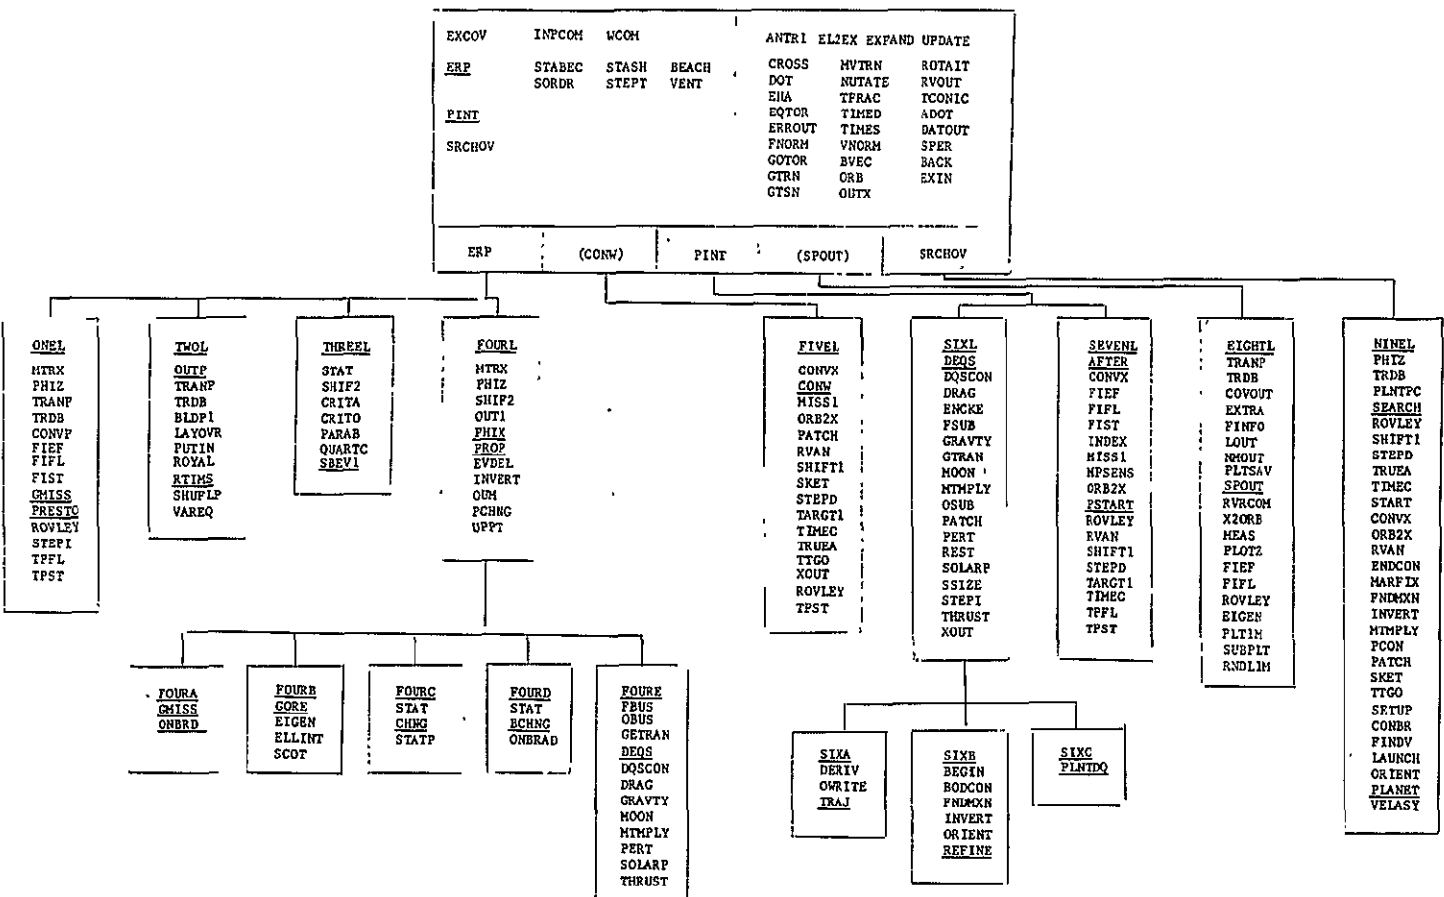 EXCOV INPCOM WCOM
ERP STABEC STASH BEACH
SORDR STEPT VENT
PINT
SRCHOV
ANTR1 EL2EX EXPAND UPDATE
CROSS MVTRN ROTAIT
DOT NUTATE RVOUT
EHA TFRAC TCONIC
EQTOR TIMED ADOT
ERROUT TIMES DATOUT
FNORM VNORM SPER
GOTOR BVEC BACK
GTRN ORB EXIN
GTSN OUTX
ERP (CONW) PINT (SPOUT) SRCHOV
ONEL
MTRX
PHIZ
TRANP
TRDB
CONVP
FIEF
FIFL
FIST
GMISS
PRESTO
ROVLEY
STEPI
TPFL
TPST
TWOL
OUTP
TRANP
TRDB
BLDP1
LAYOVR
PUTIN
ROYAL
RTIMS
SHUFLP
VAREQ
THREEL
STAT
SHIF2
CRITA
CRITO
PARAB
QUARTC
SBEV1
FOURL
MTRX
PHIZ
SHIF2
OUT1
PHIX
PROP
EVDEL
INVERT
OUM
PCHNG
UPPT
FIVEL
CONVX
CONW
MISS1
ORB2X
PATCH
RVAN
SHIFT1
SKET
STEPD
TARGT1
TIMEC
TRUEA
TTGO
XOUT
ROVLEY
TPST
SIXL
DEQS
DQSCON
DRAG
ENCKE
FSUB
GRAVTY
GTRAN
MOON
MTMPLY
OSUB
PATCH
PERT
REST
SOLARP
SSIZE
STEPI
THRUST
XOUT
SEVENL
AFTER
CONVX
FIEF
FIFL
FIST
INDEX
MISS1
MPSENS
ORB2X
PSTART
ROVLEY
RVAN
SHIFT1
STEPD
TARGT1
TIMEC
TPFL
TPST
EIGHTL
TRANP
TRDB
COVOUT
EXTRA
FINFO
LOUT
NMOUT
PLTSAV
SPOUT
RVRCOM
X2ORB
MEAS
PLOT2
FIEF
FIFL
ROVLEY
EIGEN
PLT1M
SUBPLT
RNDLIM
NINEL
PHIZ
TRDB
PLNTPC
SEARCH
ROVLEY
SHIFT1
STEPD
TRUEA
TIMEC
START
CONVX
ORB2X
RVAN
ENDCON
MARFIX
FNDMXN
INVERT
MTMPLY
PCON
PATCH
SKET
TTGO
SETUP
CONBR
FINDV
LAUNCH
ORIENT
PLANET
VELASY
FOURA
GMISS
ONBRD
FOURB
GORE
EIGEN
ELLINT
SCOT
FOURC
STAT
CHNG
STATP
FOURD
STAT
BCHNG
ONBRAD
FOURE
FBUS
OBUS
GETRAN
DEQS
DQSCON
DRAG
GRAVTY
MOON
MTMPLY
PERT
SOLARP
THRUST
SIXA
DERIV
OWRITE
TRAJ
SIXB
BEGIN
BODCON
FNDMXN
INVERT
ORIENT
REFINE
SIXC
PLNTDQ